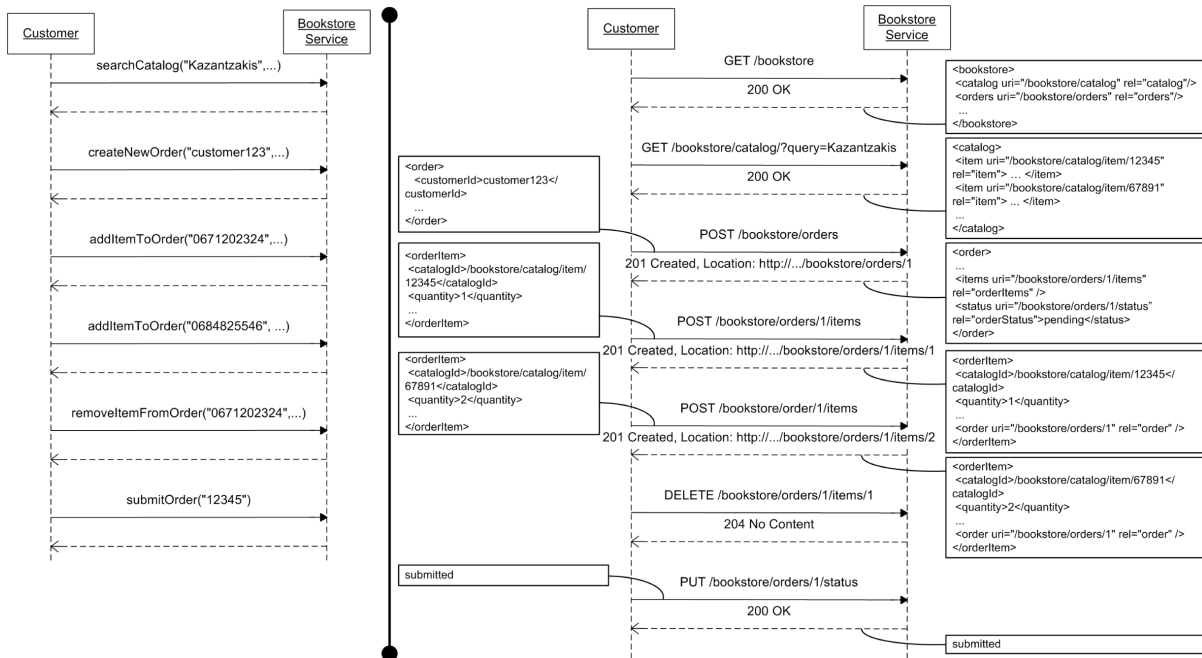 Customer
Bookstore
Service
searchCatalog("Kazantzakis",...)
createNewOrder("customer123",...)
addItemToOrder("0671202324",...)
addItemToOrder("0684825546", ...)
removeItemFromOrder("0671202324",...)
submitOrder("12345")
Customer
Bookstore
Service
GET /bookstore
200 OK
<bookstore>
<catalog uri="/bookstore/catalog" rel="catalog"/>
<orders uri="/bookstore/orders" rel="orders"/>
...
</bookstore>
GET /bookstore/catalog/?query=Kazantzakis
200 OK
<catalog>
<item uri="/bookstore/catalog/item/12345"
rel="item"> ... </item>
<item uri="/bookstore/catalog/item/67891"
rel="item"> ... </item>
...
</catalog>
<order>
<customerId>customer123</
customerId>
...
</order>
POST /bookstore/orders
201 Created, Location: http://.../bookstore/orders/1
<order>
...
<items uri="/bookstore/orders/1/items"
rel="orderItems" />
<status uri="/bookstore/orders/1/status"
rel="orderStatus">pending</status>
</order>
<orderItem>
<catalogId>/bookstore/catalog/item/
12345</catalogId>
<quantity>1</quantity>
...
</orderItem>
POST /bookstore/orders/1/items
201 Created, Location: http://.../bookstore/orders/1/items/1
<orderItem>
<catalogId>/bookstore/catalog/item/12345</
catalogId>
<quantity>1</quantity>
...
<order uri="/bookstore/orders/1" rel="order" />
</orderItem>
<orderItem>
<catalogId>/bookstore/catalog/item/
67891</catalogId>
<quantity>2</quantity>
...
</orderItem>
POST /bookstore/order/1/items
201 Created, Location: http://.../bookstore/orders/1/items/2
<orderItem>
<catalogId>/bookstore/catalog/item/67891</
catalogId>
<quantity>2</quantity>
...
<order uri="/bookstore/orders/1" rel="order" />
</orderItem>
DELETE /bookstore/orders/1/items/1
204 No Content
submitted
PUT /bookstore/orders/1/status
200 OK
submitted